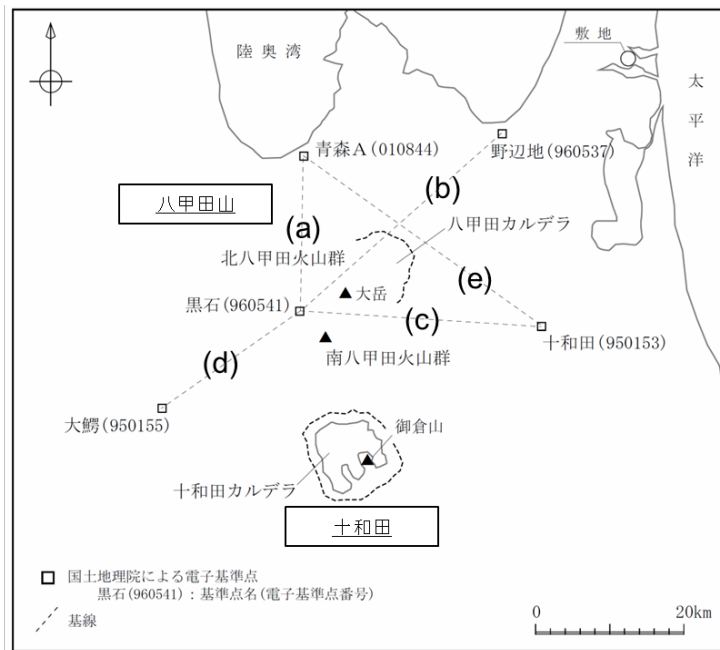 陸奥湾
敷地
太平洋
青森A(010844)
野辺地(960537)
八甲田山
(a)
(b)
八甲田カルデラ
北八甲田火山群
大岳
(e)
黒石(960541)
(c)
十和田(950153)
南八甲田火山群
(d)
大鰐(950155)
御倉山
十和田カルデラ
十和田
国土地理院による電子基準点
黒石(960541):基準点名(電子基準点番号)
基線
0 20km